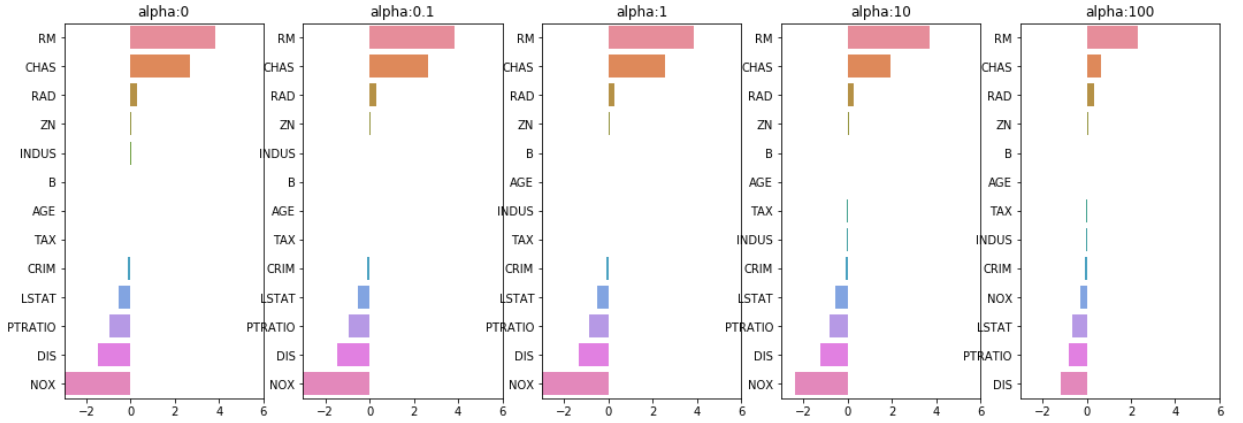 alpha:0
RM
CHAS
RAD
ZN
INDUS
B
AGE
TAX
CRIM
LSTAT
PTRATIO
DIS
NOX
−2 0 2 4 6
alpha:0.1
RM
CHAS
RAD
ZN
INDUS
B
AGE
TAX
CRIM
LSTAT
PTRATIO
DIS
NOX
−2 0 2 4 6
alpha:1
RM
CHAS
RAD
ZN
B
AGE
INDUS
TAX
CRIM
LSTAT
PTRATIO
DIS
NOX
−2 0 2 4 6
alpha:10
RM
CHAS
RAD
ZN
B
AGE
TAX
INDUS
CRIM
LSTAT
PTRATIO
DIS
NOX
−2 0 2 4 6
alpha:100
RM
CHAS
RAD
ZN
B
AGE
TAX
INDUS
CRIM
NOX
LSTAT
PTRATIO
DIS
−2 0 2 4 6